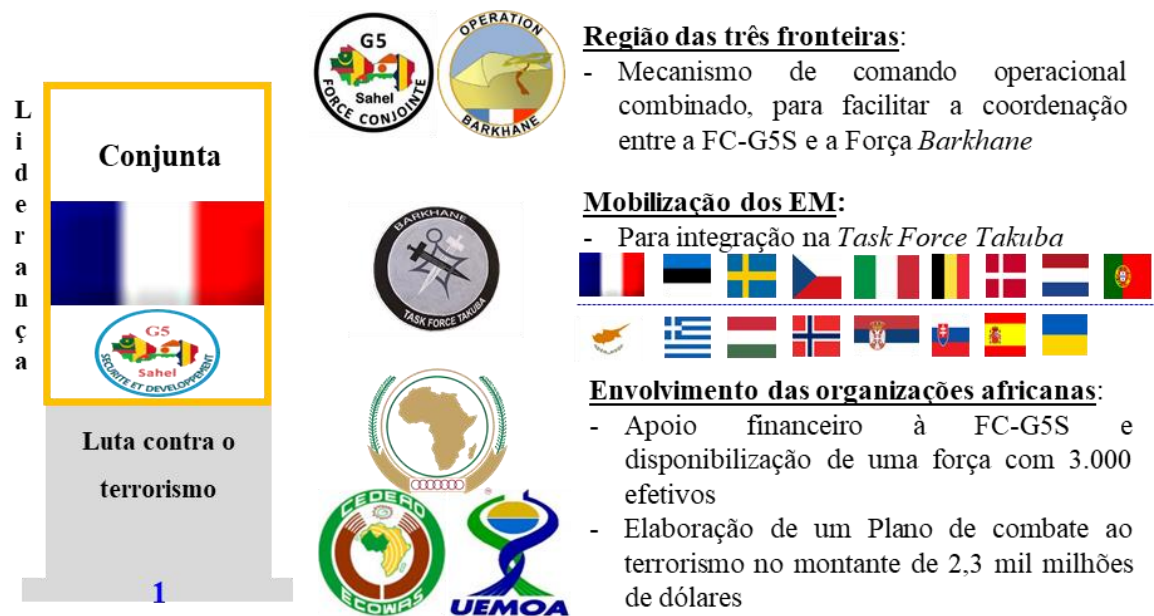 Liderança
Conjunta
G5
Sahel
SECURITE ET DEVELOPPEMENT
Luta contra o
terrorismo
1
G5
Sahel
FORCE CONJOINTE
OPERATION
BARKHANE
BARKHANE
TASK FORCE TAKUBA
CEDEAO
ECOWAS
UEMOA
Região das três fronteiras:
- Mecanismo de comando operacional
combinado, para facilitar a coordenação
entre a FC-G5S e a Força Barkhane
Mobilização dos EM:
- Para integração na Task Force Takuba
Envolvimento das organizações africanas:
- Apoio financeiro à FC-G5S e
disponibilização de uma força com 3.000
efetivos
- Elaboração de um Plano de combate ao
terrorismo no montante de 2,3 mil milhões
de dólares